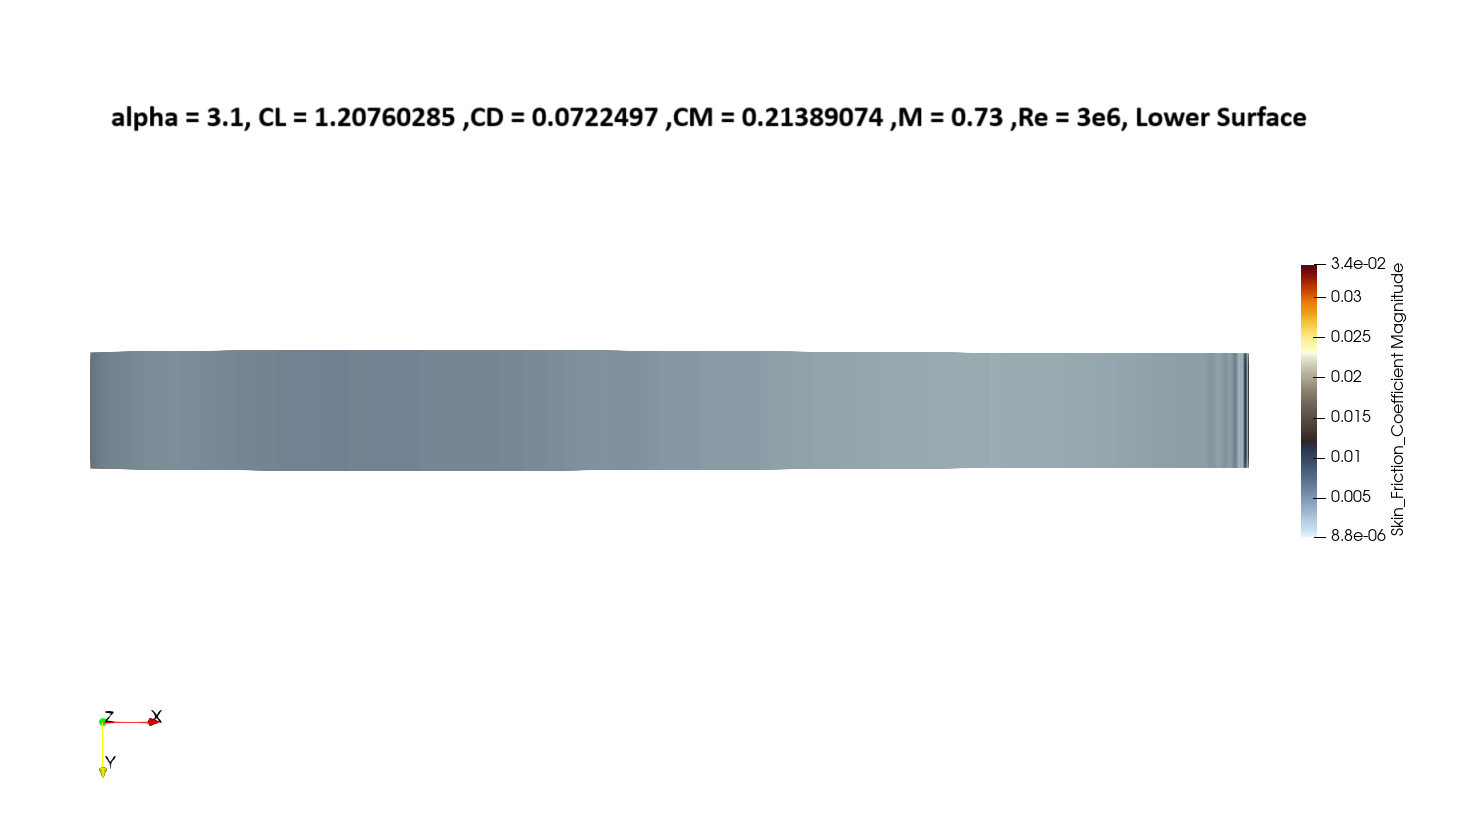 alpha = 3.1, CL = 1.20760285 ,CD = 0.0722497 ,CM = 0.21389074 ,M = 0.73 ,Re = 3e6, Lower Surface
3.4e-02
0.03
0.025
0.02
0.015
0.01
0.005
8.8e-06
Skin_Friction_Coefficient Magnitude
Z
X
Y